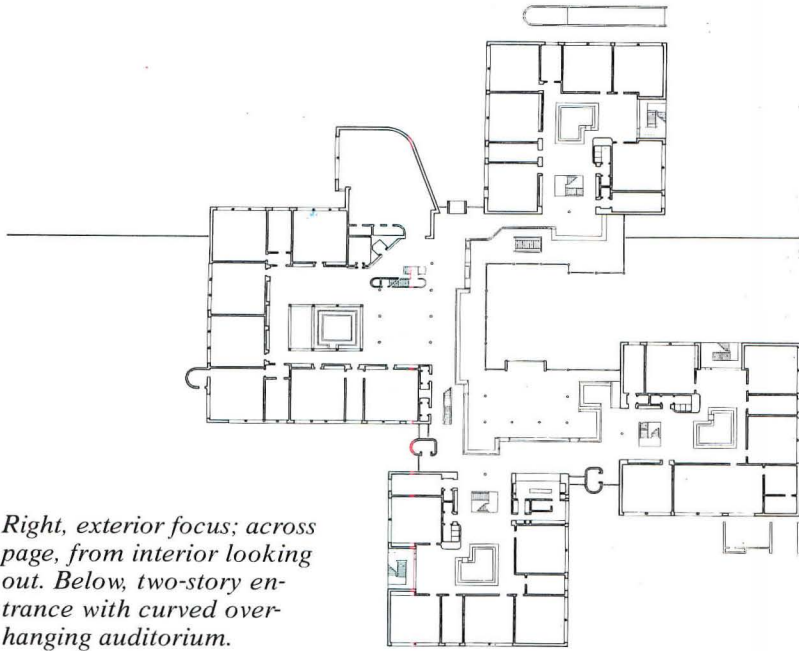 Right, exterior focus; across
page, from interior looking
out. Below, two-story en-
trance with curved over-
hanging auditorium.